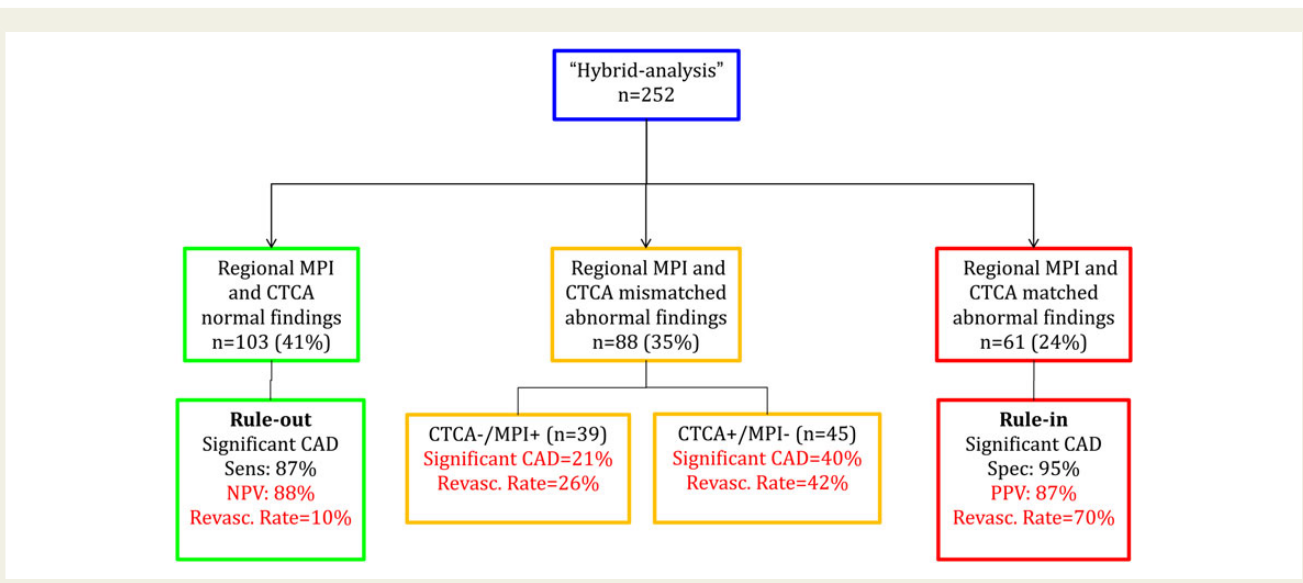 “Hybrid-analysis”
n=252
Regional MPI
and CTCA
normal findings
n=103 (41%)
Regional MPI and
CTCA mismatched
abnormal findings
n=88 (35%)
Regional MPI and
CTCA matched
abnormal findings
n=61 (24%)
Rule-out
Significant CAD
Sens: 87%
NPV: 88%
Revasc. Rate=10%
CTCA-/MPI+ (n=39)
Significant CAD=21%
Revasc. Rate=26%
CTCA+/MPI- (n=45)
Significant CAD=40%
Revasc. Rate=42%
Rule-in
Significant CAD
Spec: 95%
PPV: 87%
Revasc. Rate=70%